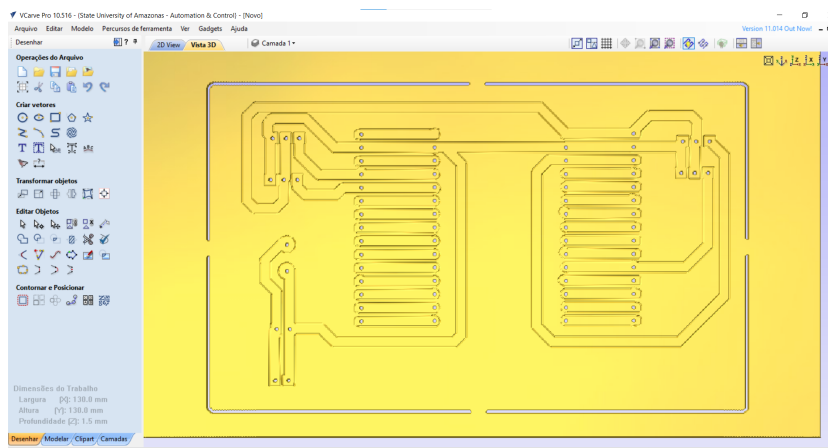 VCarve Pro 10.516 - (State University of Amazonas - Automation & Control) - [Novo]
Arquivo Editar Modelo Percursos de ferramenta Ver Gadgets Ajuda
Version 11.014 Out Now!
Desenhar
2D View Vista 3D Camada 1
Operações do Arquivo
Criar vetores
Transformar objetos
Editar Objetos
Contornar e Posicionar
Dimensões do Trabalho
Largura [X]: 130.0 mm
Altura [Y]: 130.0 mm
Profundidade [Z]: 1.5 mm
Desenhar Modelar Clipart Camadas